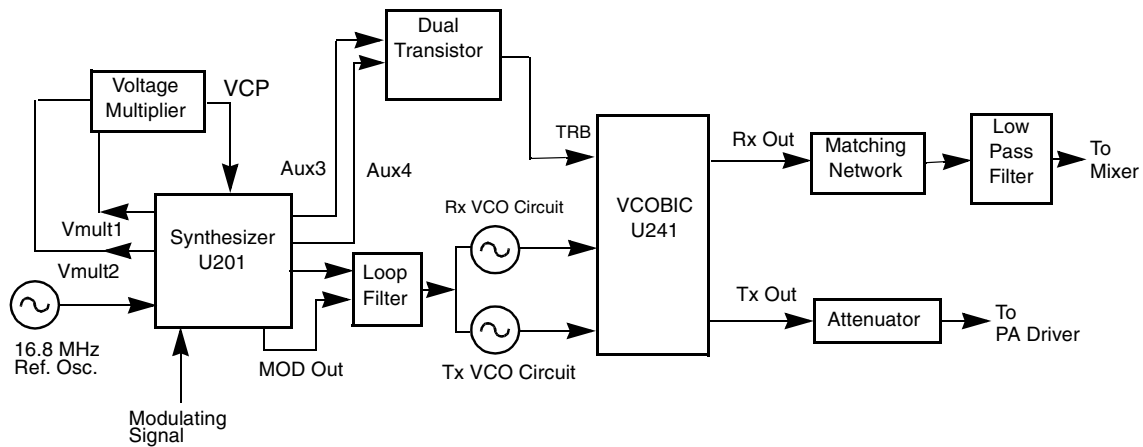 Dual
Transistor
Voltage
Multiplier
VCP
Aux3
Aux4
TRB
Rx Out
Matching
Network
Low
Pass
Filter
To
Mixer
Vmult1
Vmult2
Synthesizer
U201
Rx VCO Circuit
VCOBIC
U241
Loop
Filter
Tx Out
Attenuator
To
PA Driver
16.8 MHz
Ref. Osc.
MOD Out
Tx VCO Circuit
Modulating
Signal